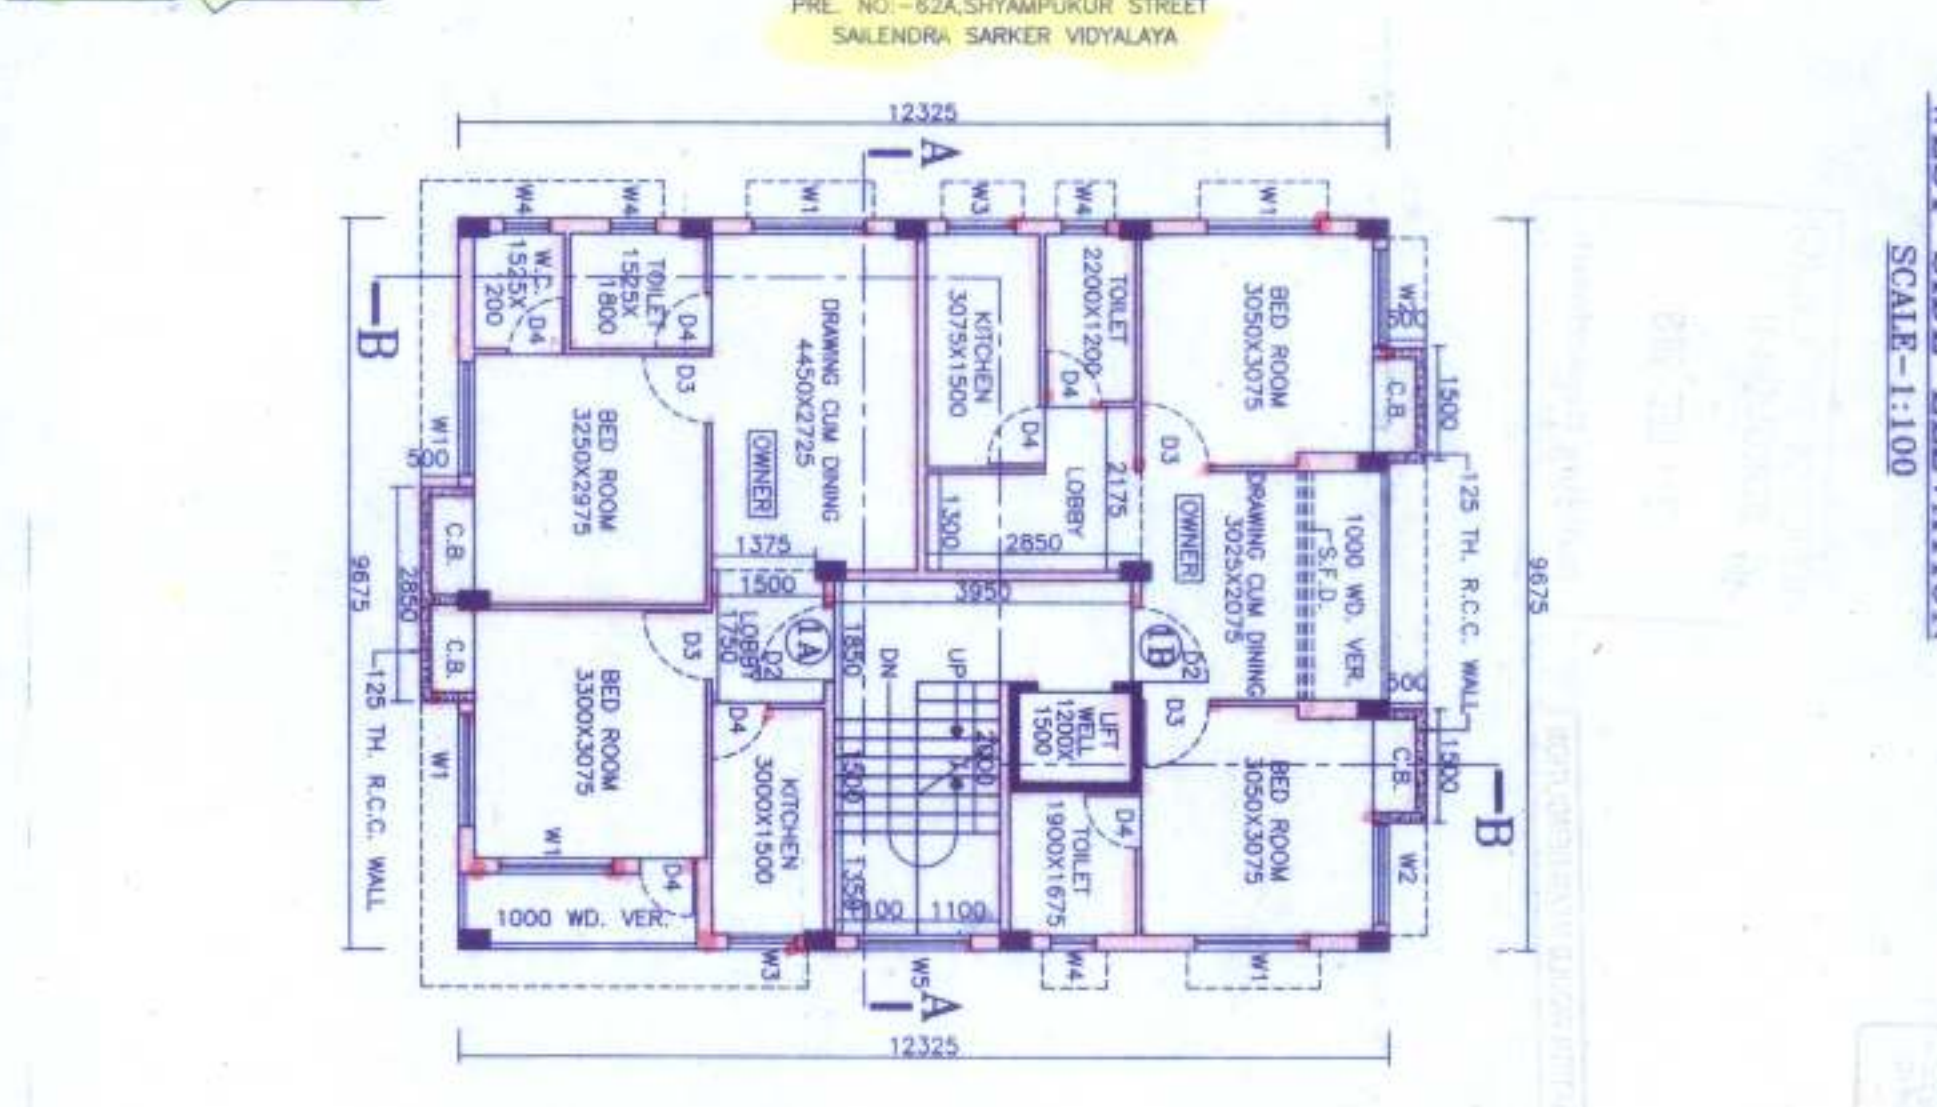 PRE. NO:-62A,SHYAMPUKUR STREET
SAILENDRA SARKER VIDYALAYA
SCALE-1:100
12325
A
W4
W4
W1
W3
W4
W1
W.C.
1525X
200
D4
TOILET
1525X
1800
D4
DRAWING CUM DINING
4450X2725
OWNER
KITCHEN
3075X1500
D4
TOILET
2200X1200
D4
BED ROOM
3050X3075
W2
C.B.
1500
B
D3
BED ROOM
3250X2975
W1
500
C.B.
LOBBY
2175
1300
2850
D3
OWNER
DRAWING CUM DINING
3025X2075
S.F.D.
1000 WD. VER.
125 TH. R.C.C. WALL
9675
9675
2850
1375
1500
3950
LOBBY
1750
D2
1A
1850
DN
UP
1B
D2
D3
500
C.B.
D3
BED ROOM
3300X3075
W1
W1
D4
KITCHEN
3000X1500
1500
2000
LIFT
WELL
1200X
1500
BED ROOM
3050X3075
C.B.
1500
B
125 TH. R.C.C. WALL
D4
1000 WD. VER.
1350
1100
TOILET
1900X1675
D4
W2
W3
W5
W4
W1
A
12325